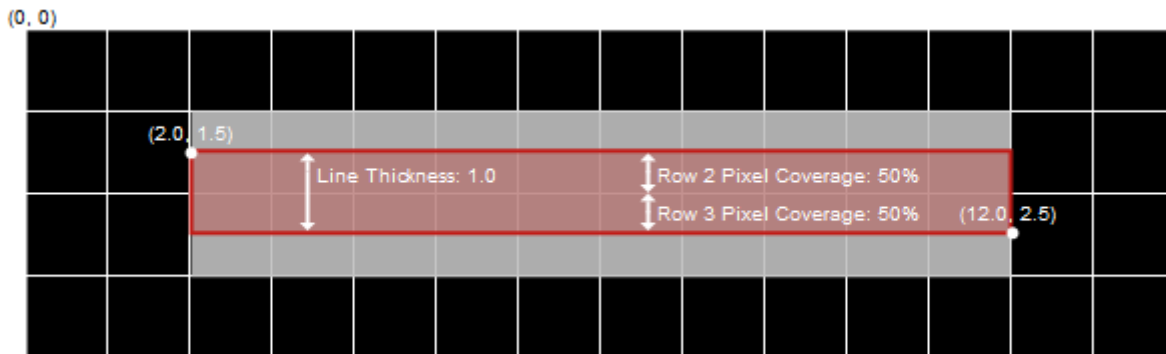 (0, 0)
(2.0, 1.5)
Line Thickness: 1.0
Row 2 Pixel Coverage: 50%
Row 3 Pixel Coverage: 50%
(12.0, 2.5)